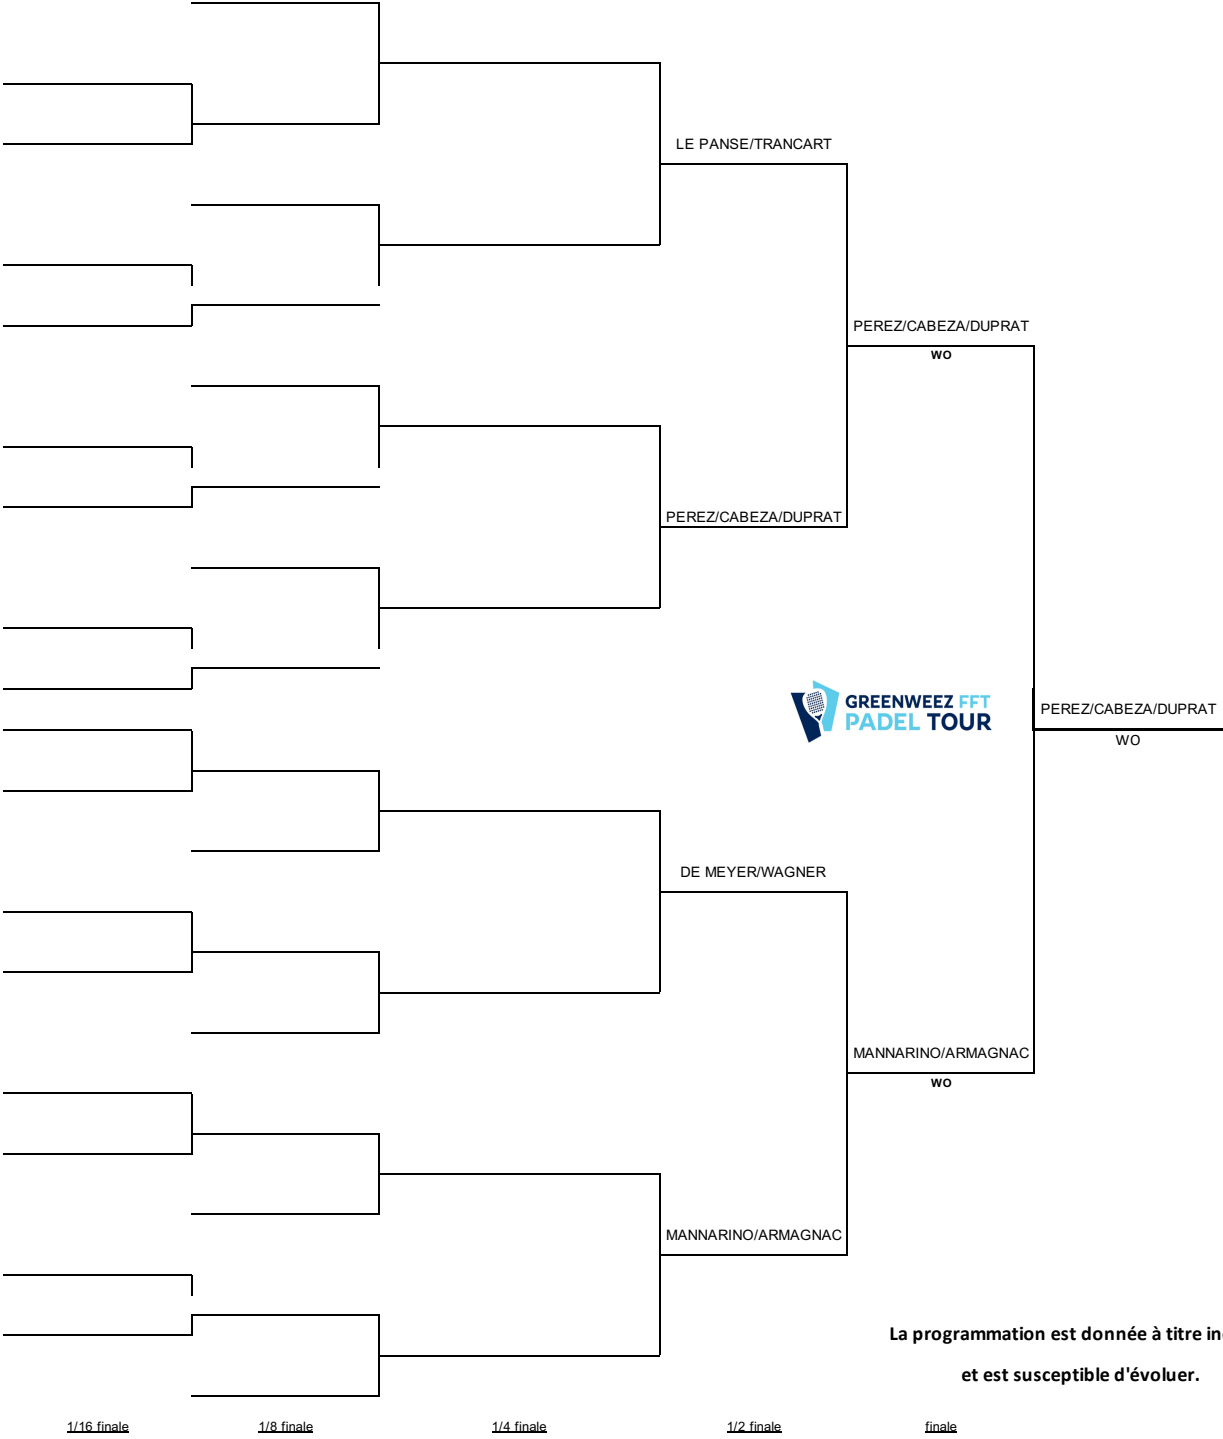 LE PANSE/TRANCART
PEREZ/CABEZA/DUPRAT
WO
PEREZ/CABEZA/DUPRAT
GREENWEEZ FFT
PADEL TOUR
PEREZ/CABEZA/DUPRAT
WO
DE MEYER/WAGNER
MANNARINO/ARMAGNAC
WO
MANNARINO/ARMAGNAC
La programmation est donnée à titre in
et est susceptible d'évoluer.
1/16 finale
1/8 finale
1/4 finale
1/2 finale
finale